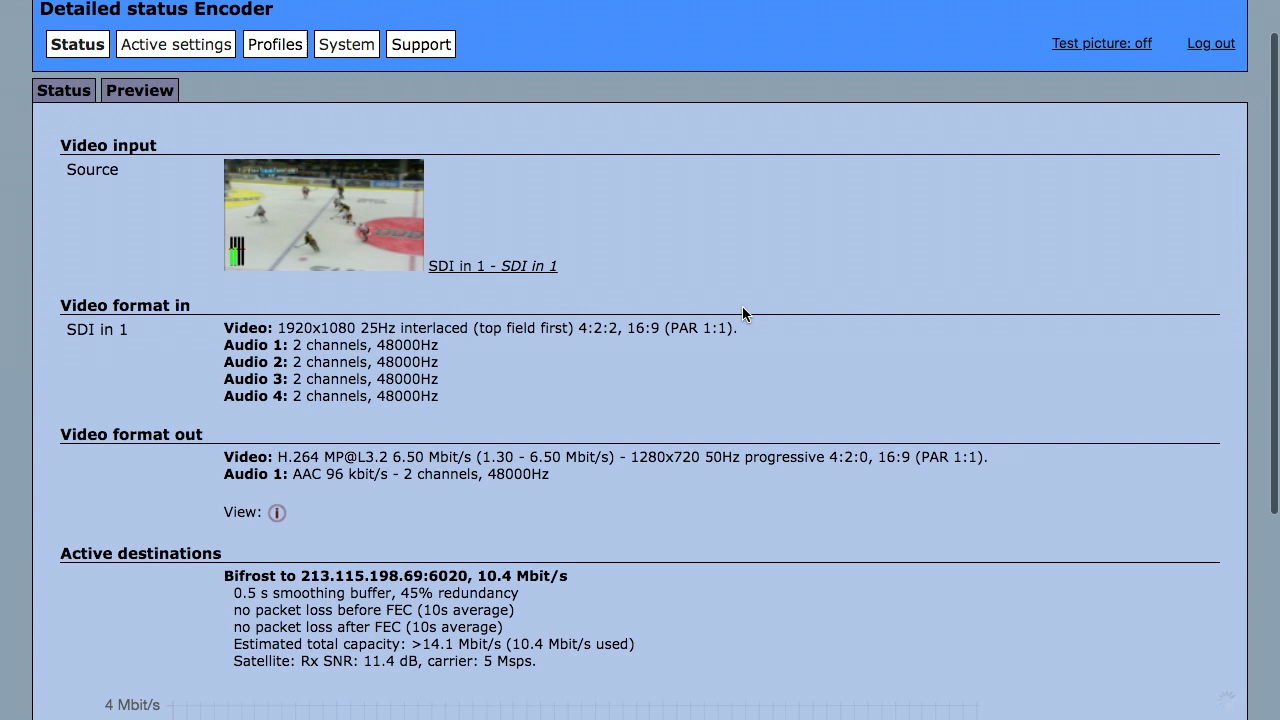 Detailed status Encoder
Status Active settings Profiles System Support Test picture: off Log out
Status Preview
Video input
Source
SDI in 1 - SDI in 1
Video format in
SDI in 1 Video: 1920x1080 25Hz interlaced (top field first) 4:2:2, 16:9 (PAR 1:1).
Audio 1: 2 channels, 48000Hz
Audio 2: 2 channels, 48000Hz
Audio 3: 2 channels, 48000Hz
Audio 4: 2 channels, 48000Hz
Video format out
Video: H.264 MP@L3.2 6.50 Mbit/s (1.30 - 6.50 Mbit/s) - 1280x720 50Hz progressive 4:2:0, 16:9 (PAR 1:1).
Audio 1: AAC 96 kbit/s - 2 channels, 48000Hz
View:
Active destinations
Bifrost to 213.115.198.69:6020, 10.4 Mbit/s
0.5 s smoothing buffer, 45% redundancy
no packet loss before FEC (10s average)
no packet loss after FEC (10s average)
Estimated total capacity: >14.1 Mbit/s (10.4 Mbit/s used)
Satellite: Rx SNR: 11.4 dB, carrier: 5 Msps.
4 Mbit/s